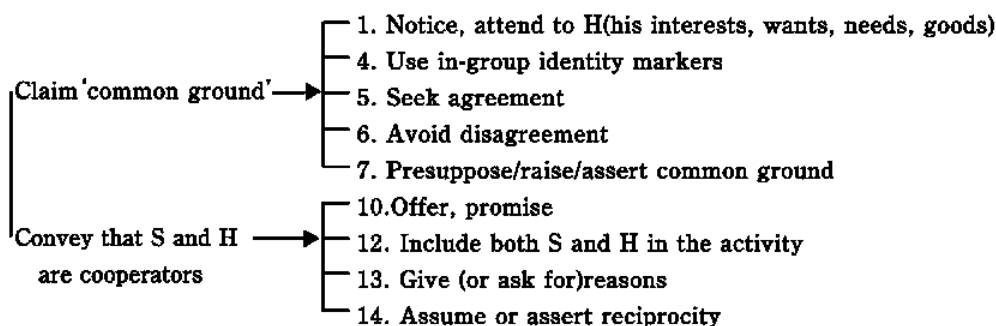 1. Notice, attend to H(his interests, wants, needs, goods)
4. Use in-group identity markers
Claim 'common ground'
5. Seek agreement
6. Avoid disagreement
7. Presuppose/raise/assert common ground
10.Offer, promise
Convey that S and H
are cooperators
12. Include both S and H in the activity
13. Give (or ask for)reasons
14. Assume or assert reciprocity